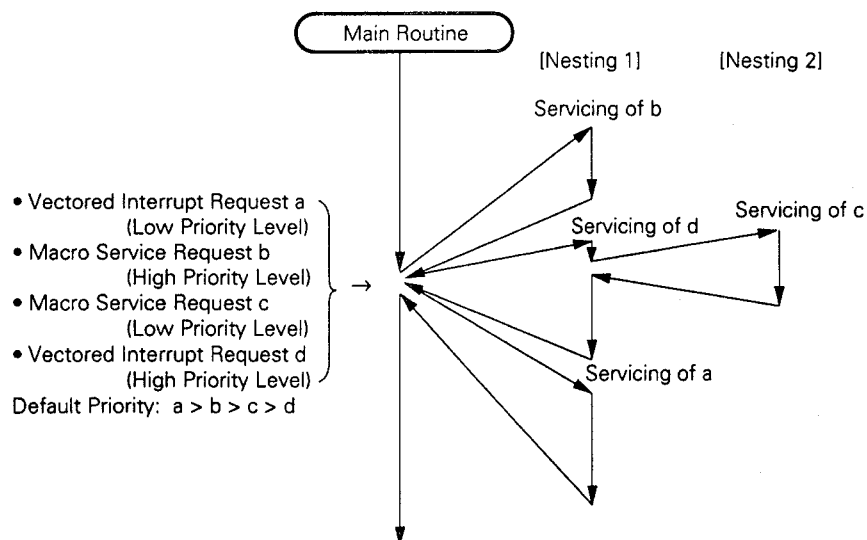 Main Routine
[Nesting 1]
[Nesting 2]
Servicing of b
• Vectored Interrupt Request a
(Low Priority Level)
• Macro Service Request b
(High Priority Level)
• Macro Service Request c
(Low Priority Level)
• Vectored Interrupt Request d
(High Priority Level)
Default Priority: a > b > c > d
→
Servicing of d
Servicing of c
Servicing of a